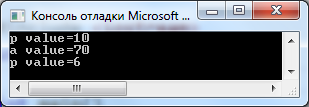 Консоль отладки Microsoft ...
p value=10
a value=70
p value=6